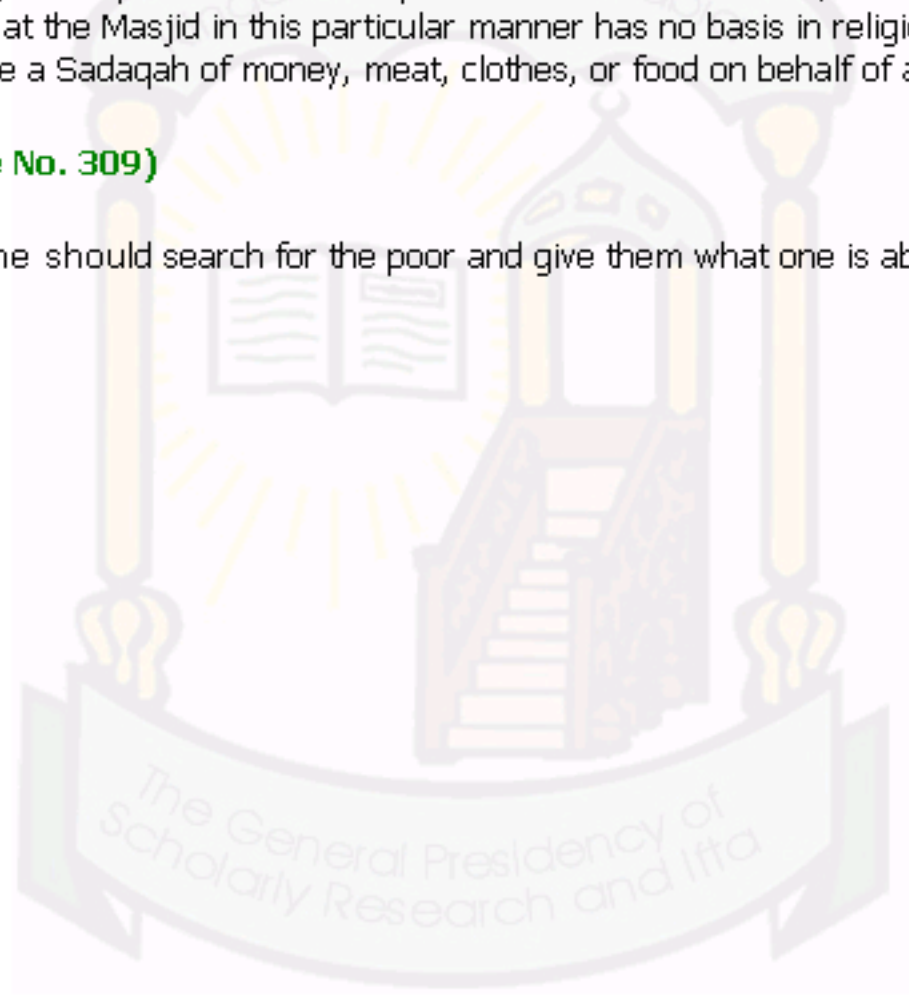 at the Masjid in this particular manner has no basis in religi
e a Sadaqah of money, meat, clothes, or food on behalf of a
No. 309)
ne should search for the poor and give them what one is ab
The General Presidency of
Scholarly Research and Ifta